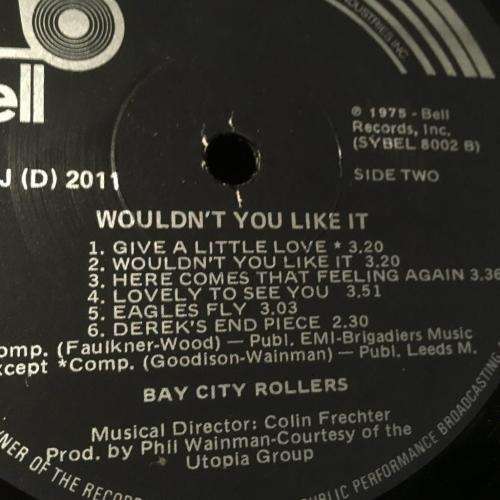 INDUSTRIES INC.
ell
℗ 1975 - Bell
Records, Inc.
(SYBEL 8002 B)
J (D) 2011
SIDE TWO
WOULDN'T YOU LIKE IT
1. GIVE A LITTLE LOVE * 3.20
2. WOULDN'T YOU LIKE IT 3.20
3. HERE COMES THAT FEELING AGAIN 3.36
4. LOVELY TO SEE YOU 3.51
5. EAGLES FLY 3.03
6. DEREK'S END PIECE 2.30
omp. (Faulkner-Wood) — Publ. EMI-Brigadiers Music
xcept *Comp. (Goodison-Wainman) — Publ. Leeds M.
BAY CITY ROLLERS
Musical Director: Colin Frechter
Prod. by Phil Wainman-Courtesy of the
Utopia Group
NER OF THE RECOR
PUBLIC PERFORMANCE BROADCASTING